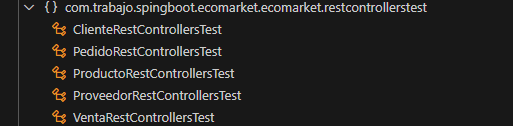 { } com.trabajo.spingboot.ecomarket.ecomarket.restcontrollerstest
ClienteRestControllersTest
PedidoRestControllersTest
ProductoRestControllersTest
ProveedorRestControllersTest
VentaRestControllersTest